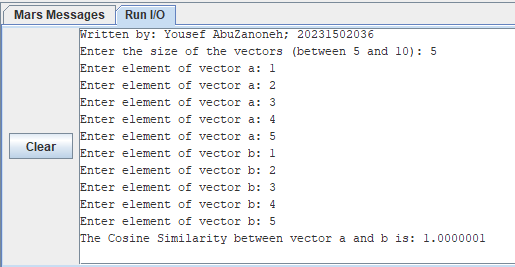 Mars Messages Run I/O
Written by: Yousef AbuZanoneh; 20231502036
Enter the size of the vectors (between 5 and 10): 5
Enter element of vector a: 1
Enter element of vector a: 2
Enter element of vector a: 3
Enter element of vector a: 4
Enter element of vector a: 5
Clear
Enter element of vector b: 1
Enter element of vector b: 2
Enter element of vector b: 3
Enter element of vector b: 4
Enter element of vector b: 5
The Cosine Similarity between vector a and b is: 1.0000001